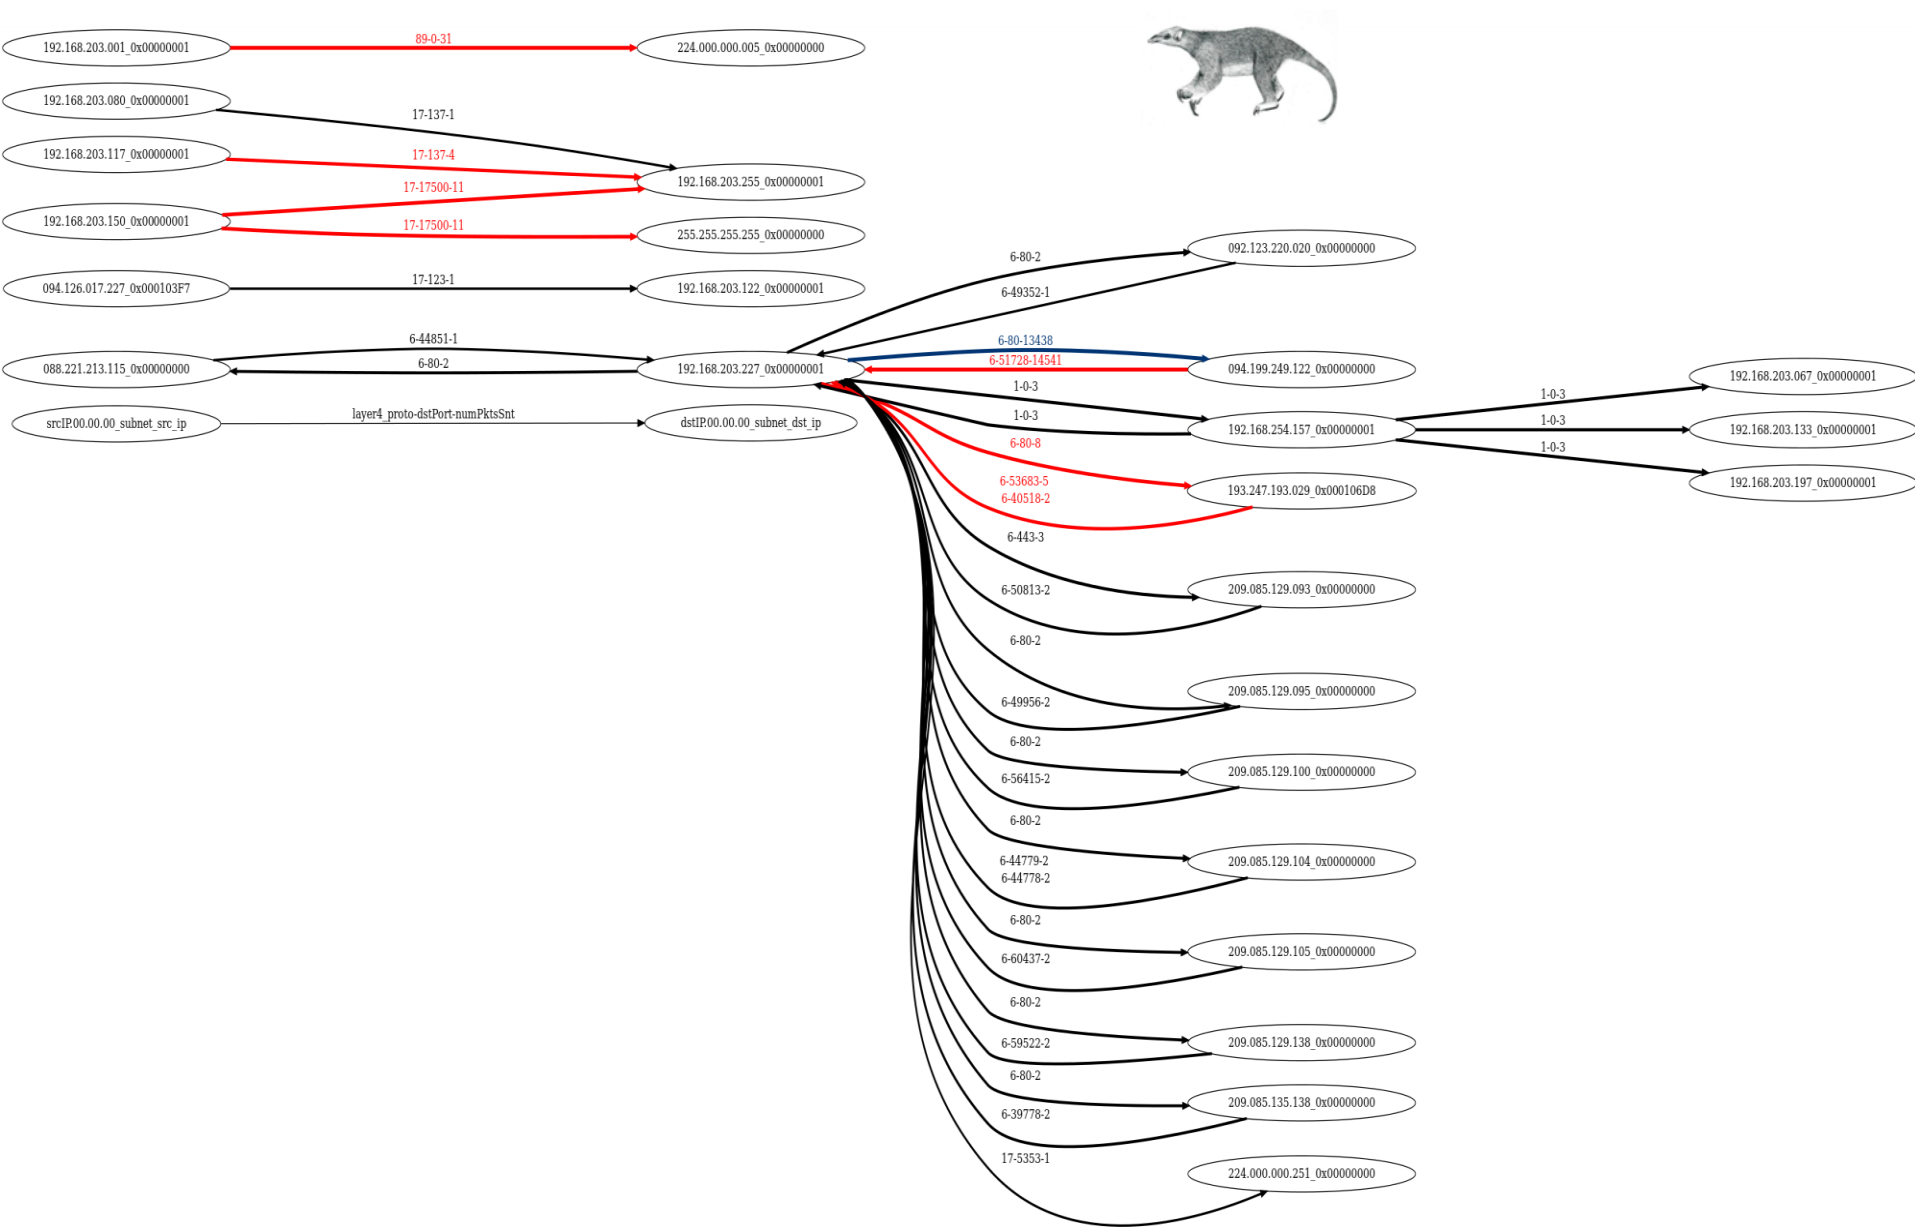 192.168.203.001_0x00000001
89-0-31
224.000.000.005_0x00000000
192.168.203.080_0x00000001
17-137-1
192.168.203.117_0x00000001
17-137-4
192.168.203.255_0x00000001
17-17500-11
192.168.203.150_0x00000001
17-17500-11
255.255.255.255_0x00000000
094.126.017.227_0x000103F7
17-123-1
192.168.203.122_0x00000001
088.221.213.115_0x00000000
6-44851-1
6-80-2
192.168.203.227_0x00000001
srcIP.00.00.00_subnet_src_ip
layer4_proto-dstPort-numPktsSnt
dstIP.00.00.00_subnet_dst_ip
6-80-2
092.123.220.020_0x00000000
6-49352-1
6-80-13438
6-51728-14541
094.199.249.122_0x00000000
1-0-3
1-0-3
192.168.254.157_0x00000001
1-0-3
192.168.203.067_0x00000001
1-0-3
192.168.203.133_0x00000001
1-0-3
192.168.203.197_0x00000001
6-80-8
6-53683-5
6-40518-2
193.247.193.029_0x000106D8
6-443-3
6-50813-2
209.085.129.093_0x00000000
6-80-2
6-49956-2
209.085.129.095_0x00000000
6-80-2
6-56415-2
209.085.129.100_0x00000000
6-80-2
6-44779-2
6-44778-2
209.085.129.104_0x00000000
6-80-2
6-60437-2
209.085.129.105_0x00000000
6-80-2
6-59522-2
209.085.129.138_0x00000000
6-80-2
6-39778-2
209.085.135.138_0x00000000
17-5353-1
224.000.000.251_0x00000000